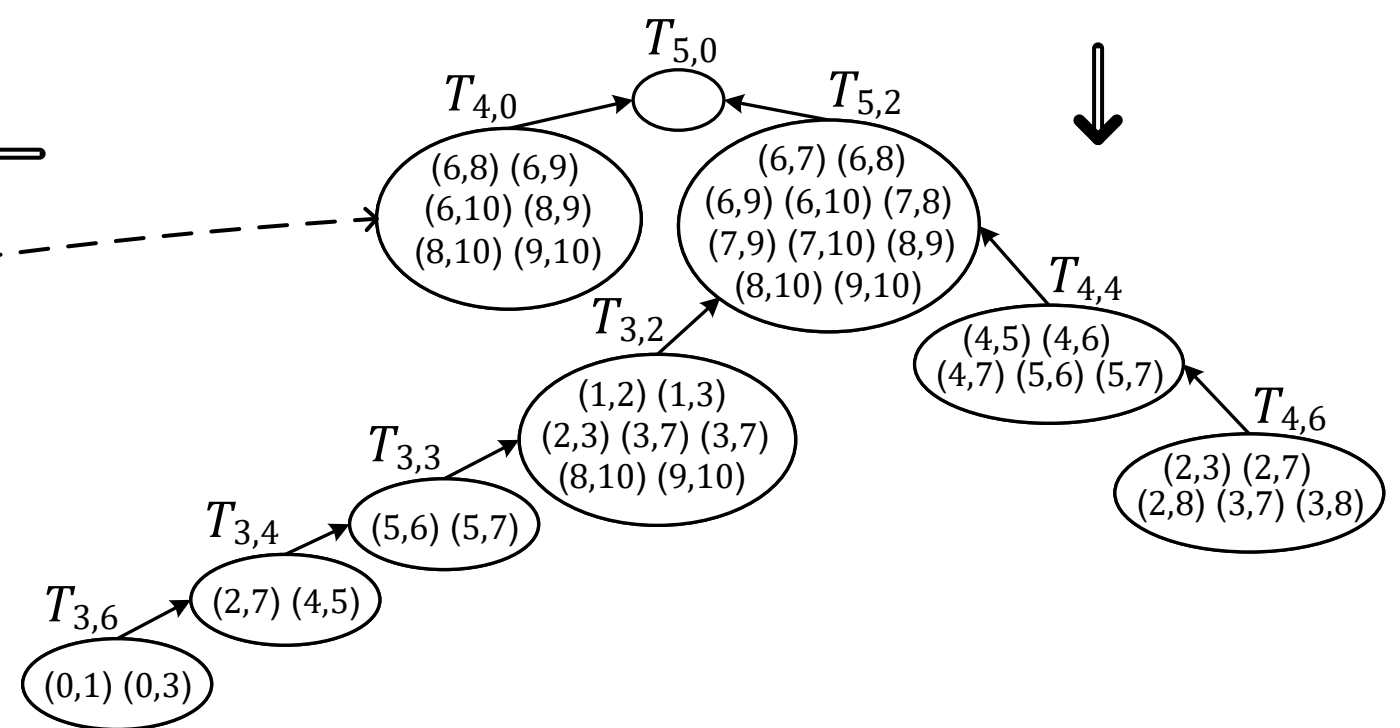 T5,0
T4,0
T5,2
(6,8) (6,9)
(6,10) (8,9)
(8,10) (9,10)
(6,7) (6,8)
(6,9) (6,10) (7,8)
(7,9) (7,10) (8,9)
(8,10) (9,10)
T3,2
(1,2) (1,3)
(2,3) (3,7) (3,7)
(8,10) (9,10)
T4,4
(4,5) (4,6)
(4,7) (5,6) (5,7)
T3,3
(5,6) (5,7)
T4,6
(2,3) (2,7)
(2,8) (3,7) (3,8)
T3,4
(2,7) (4,5)
T3,6
(0,1) (0,3)